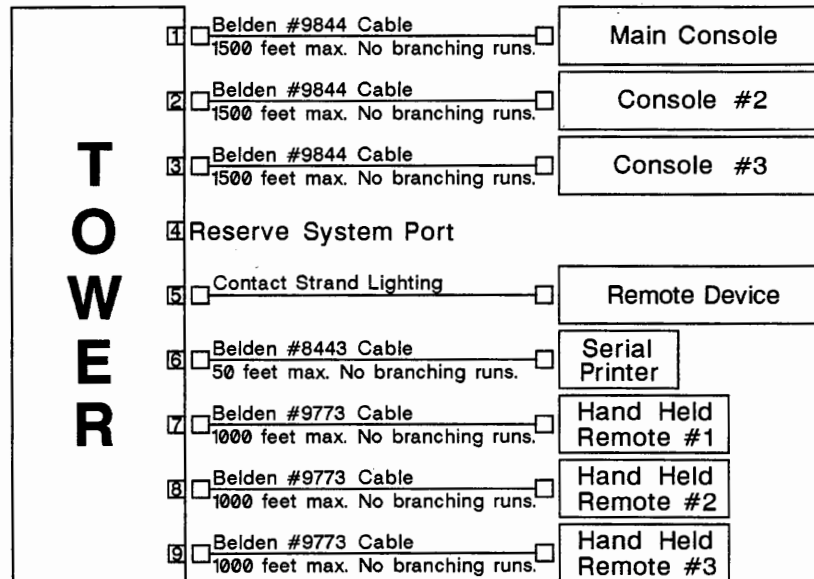 TOWER
1 Belden #9844 Cable
1500 feet max. No branching runs.
Main Console
2 Belden #9844 Cable
1500 feet max. No branching runs.
Console #2
3 Belden #9844 Cable
1500 feet max. No branching runs.
Console #3
4 Reserve System Port
5 Contact Strand Lighting
Remote Device
6 Belden #8443 Cable
50 feet max. No branching runs.
Serial
Printer
7 Belden #9773 Cable
1000 feet max. No branching runs.
Hand Held
Remote #1
8 Belden #9773 Cable
1000 feet max. No branching runs.
Hand Held
Remote #2
9 Belden #9773 Cable
1000 feet max. No branching runs.
Hand Held
Remote #3